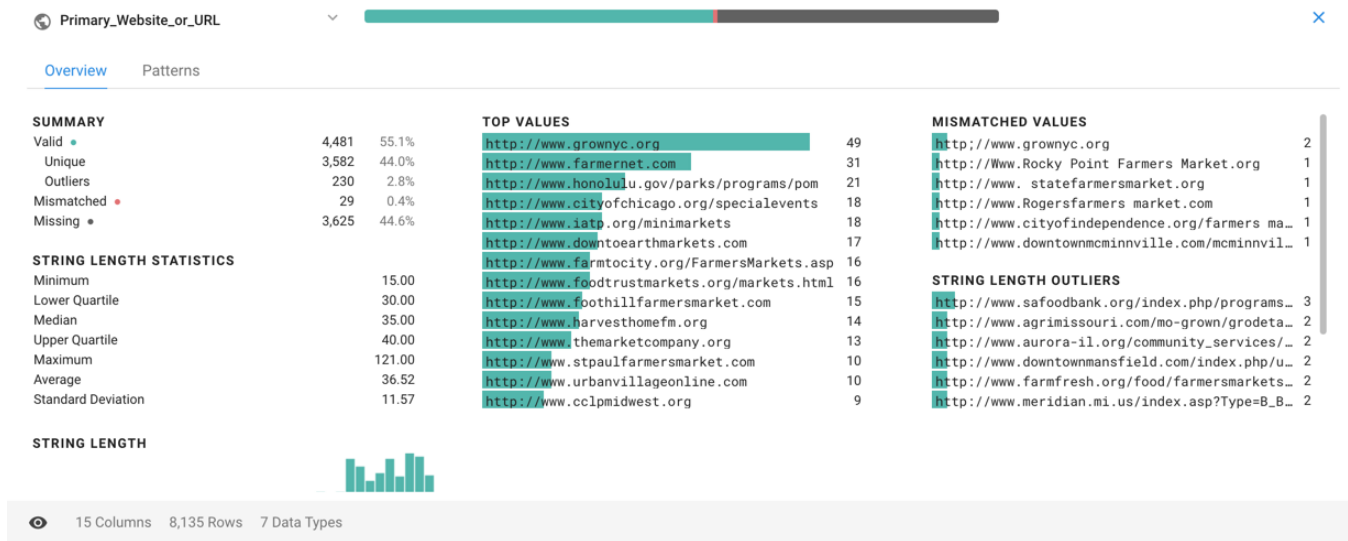 Primary_Website_or_URL
Overview Patterns
SUMMARY
Valid 4,481 55.1%
Unique 3,582 44.0%
Outliers 230 2.8%
Mismatched 29 0.4%
Missing 3,625 44.6%
STRING LENGTH STATISTICS
Minimum 15.00
Lower Quartile 30.00
Median 35.00
Upper Quartile 40.00
Maximum 121.00
Average 36.52
Standard Deviation 11.57
STRING LENGTH
TOP VALUES
http://www.grownyc.org 49
http://www.farmernet.com 31
http://www.honolulu.gov/parks/programs/pom 21
http://www.cityofchicago.org/specialevents 18
http://www.iatp.org/minimarkets 18
http://www.downtoearthmarkets.com 17
http://www.farmtocity.org/FarmersMarkets.asp 16
http://www.foodtrustmarkets.org/markets.html 16
http://www.foothillfarmersmarket.com 15
http://www.harvesthomefm.org 14
http://www.themarketcompany.org 13
http://www.stpaulfarmersmarket.com 10
http://www.urbanvillageonline.com 10
http://www.cclpmidwest.org 9
MISMATCHED VALUES
http;//www.grownyc.org 2
http://Www.Rocky Point Farmers Market.org 1
http://www. statefarmersmarket.org 1
http://www.Rogersfarmers market.com 1
http://www.cityofindependence.org/farmers ma… 1
http://www.downtownmcminnville.com/mcminnvil… 1
STRING LENGTH OUTLIERS
http://www.safoodbank.org/index.php/programs… 3
http://www.agrimissouri.com/mo-grown/grodeta… 2
http://www.aurora-il.org/community_services/… 2
http://www.downtownmansfield.com/index.php/u… 2
http://www.farmfresh.org/food/farmersmarkets… 2
http://www.meridian.mi.us/index.asp?Type=B_B… 2
15 Columns 8,135 Rows 7 Data Types